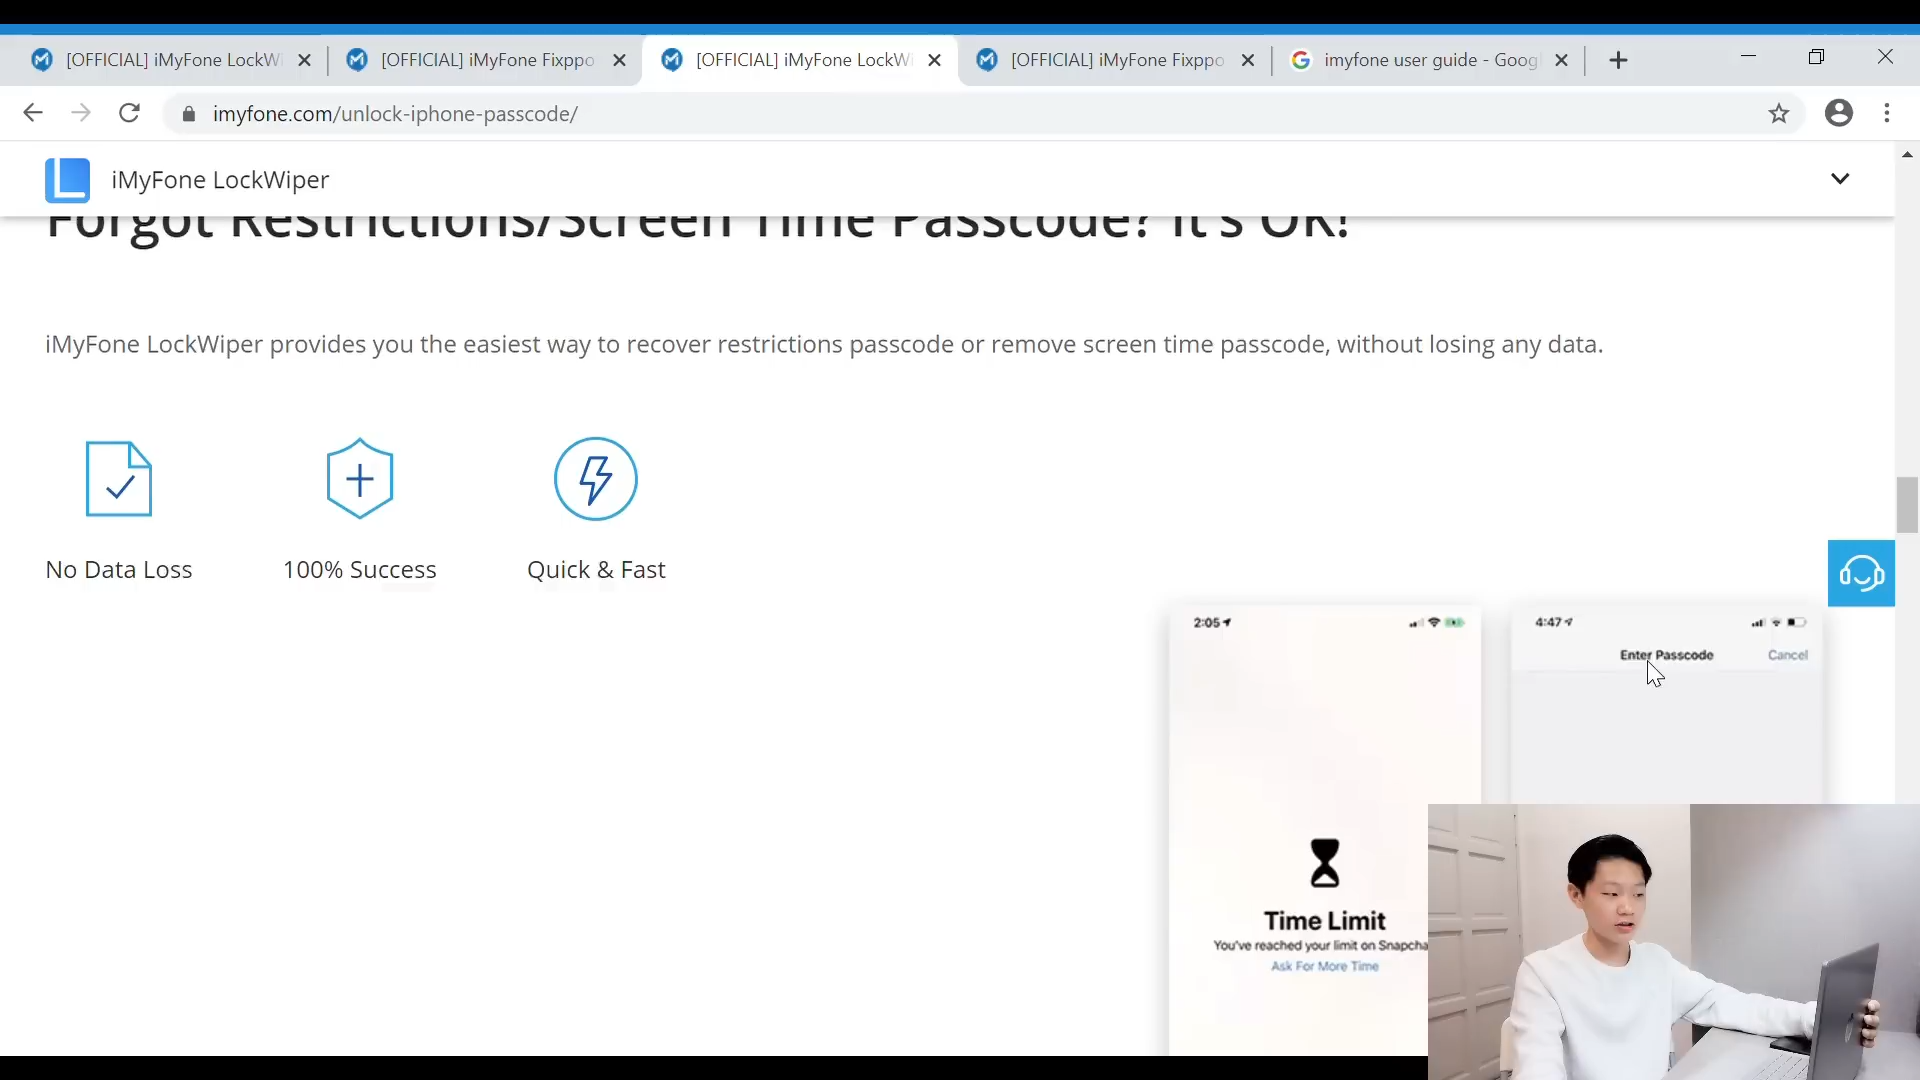 [OFFICIAL] iMyFone LockWi
[OFFICIAL] iMyFone Fixppo
[OFFICIAL] iMyFone LockWi
[OFFICIAL] iMyFone Fixppo
imyfone user guide - Goog
imyfone.com/unlock-iphone-passcode/
iMyFone LockWiper
Forgot Restrictions/Screen Time Passcode? It's OK!
iMyFone LockWiper provides you the easiest way to recover restrictions passcode or remove screen time passcode, without losing any data.
No Data Loss
100% Success
Quick & Fast
2:05
4:47
Enter Passcode
Cancel
Time Limit
You've reached your limit on Snapcha
Ask For More Time